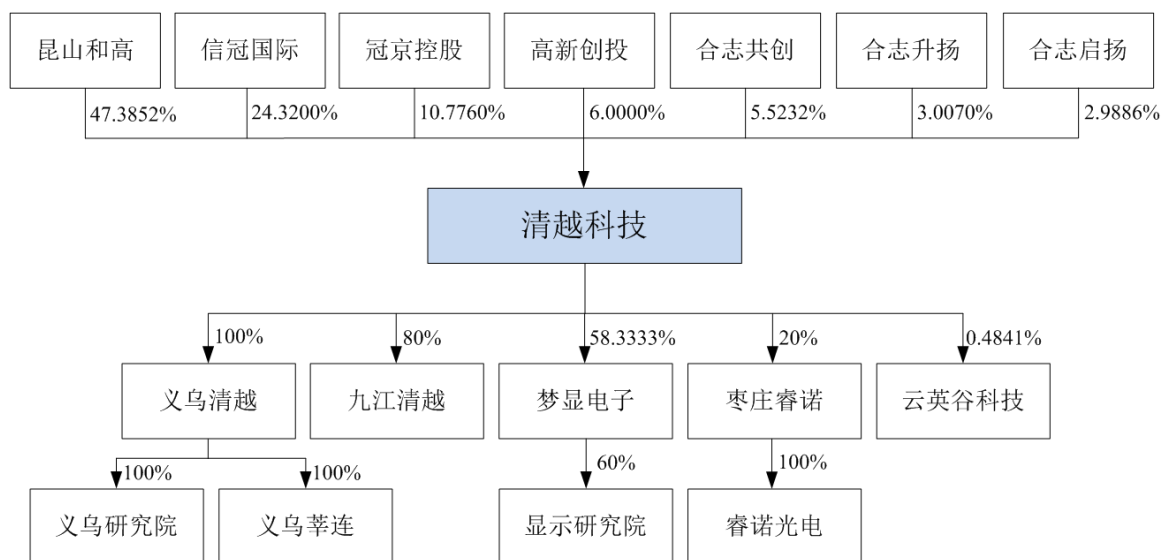 昆山和高
信冠国际
冠京控股
高新创投
合志共创
合志升扬
合志启扬
47.3852%
24.3200%
10.7760%
6.0000%
5.5232%
3.0070%
2.9886%
清越科技
100%
80%
58.3333%
20%
0.4841%
义乌清越
九江清越
梦显电子
枣庄睿诺
云英谷科技
100%
100%
60%
100%
义乌研究院
义乌莘连
显示研究院
睿诺光电